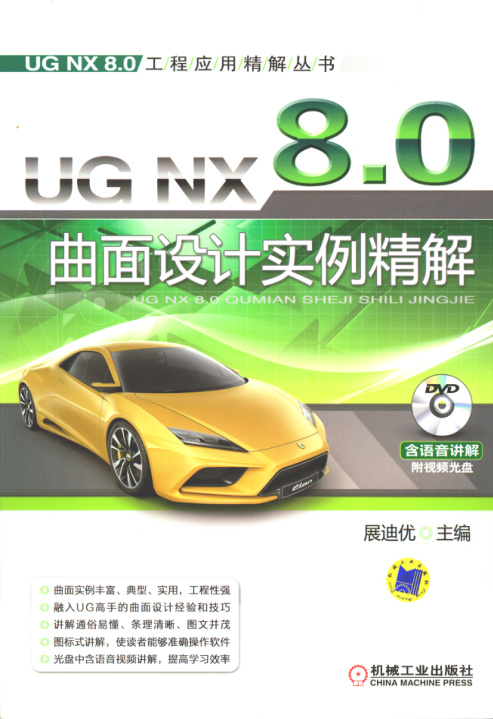 UG NX 8.0 工/程/应/用/精/解/丛/书
UG NX 8.0
曲面设计实例精解
UG NX 8.0 QUMIAN SHEJI SHILI JINGJIE
DVD
含语音讲解
附视频光盘
elan
展迪优 主编
曲面实例丰富、典型、实用，工程性强
融入UG高手的曲面设计经验和技巧
讲解通俗易懂、条理清晰、图文并茂
图标式讲解，使读者能够准确操作软件
光盘中含语音视频讲解，提高学习效率
机械工业出版社
CHINA MACHINE PRESS